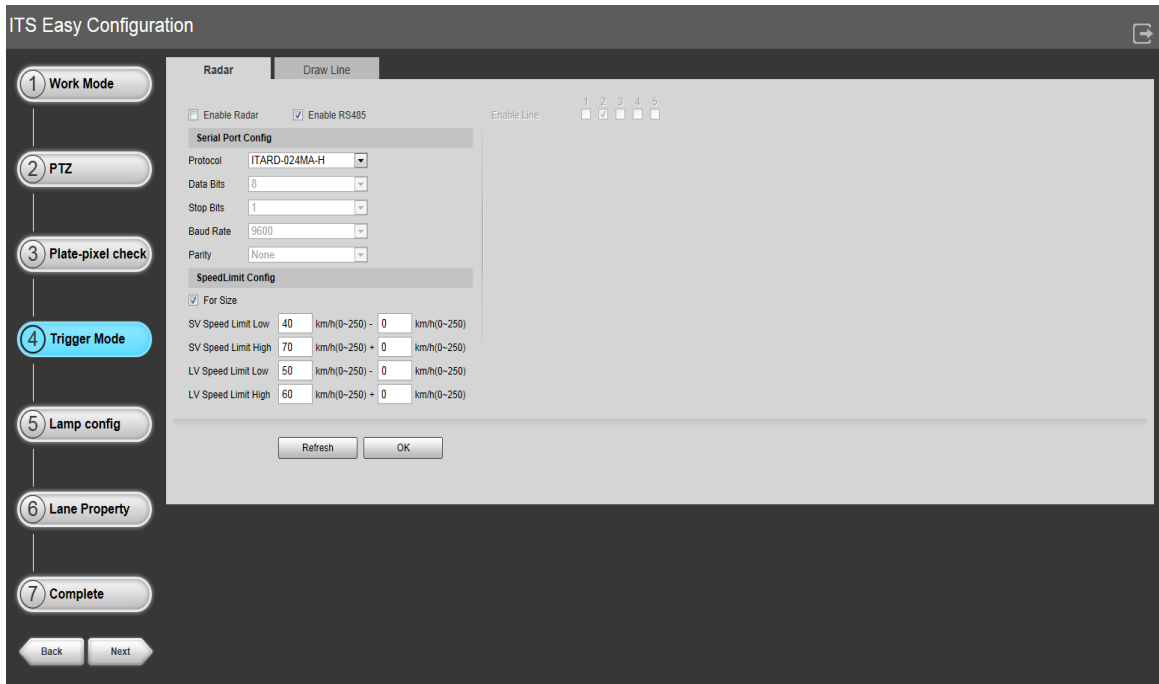 ITS Easy Configuration
1 Work Mode
2 PTZ
3 Plate-pixel check
4 Trigger Mode
5 Lamp config
6 Lane Property
7 Complete
Back Next
Radar Draw Line
Enable Radar Enable RS485
Serial Port Config
Protocol ITARD-024MA-H
Data Bits 8
Stop Bits 1
Baud Rate 9600
Parity None
SpeedLimit Config
For Size
SV Speed Limit Low 40 km/h(0~250) - 0 km/h(0~250)
SV Speed Limit High 70 km/h(0~250) + 0 km/h(0~250)
LV Speed Limit Low 50 km/h(0~250) - 0 km/h(0~250)
LV Speed Limit High 60 km/h(0~250) + 0 km/h(0~250)
Refresh OK
1 2 3 4 5
Enable Line